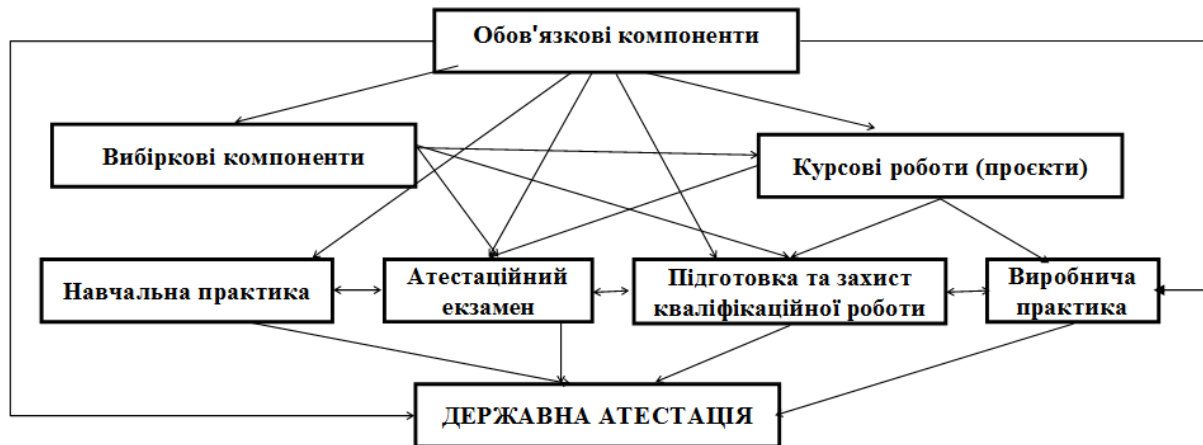 Обов'язкові компоненти
Вибіркові компоненти
Курсові роботи (проєкти)
Навчальна практика
Атестаційний
екзамен
Підготовка та захист
кваліфікаційної роботи
Виробнича
практика
ДЕРЖАВНА АТЕСТАЦІЯ